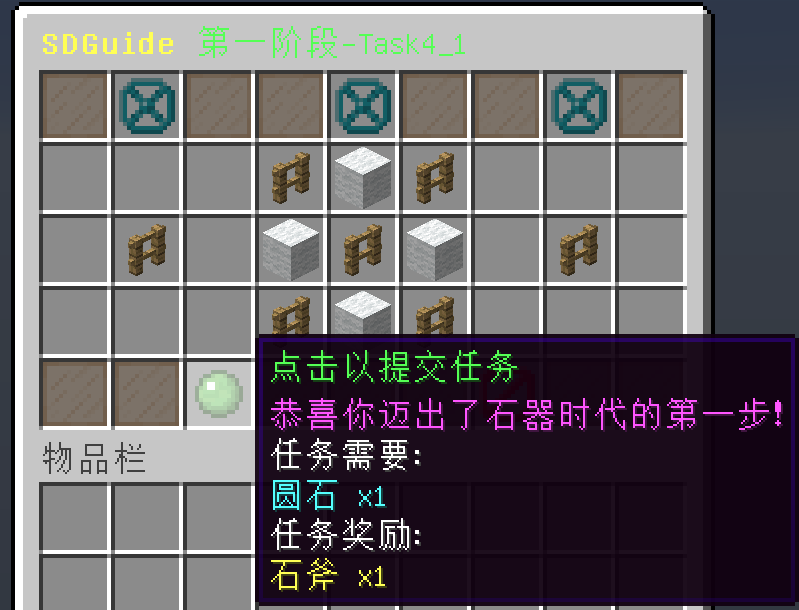 SDGuide 第一阶段-Task4_1
点击以提交任务
恭喜你迈出了石器时代的第一步!
任务需要:
圆石 x1
任务奖励:
石斧 x1
物品栏